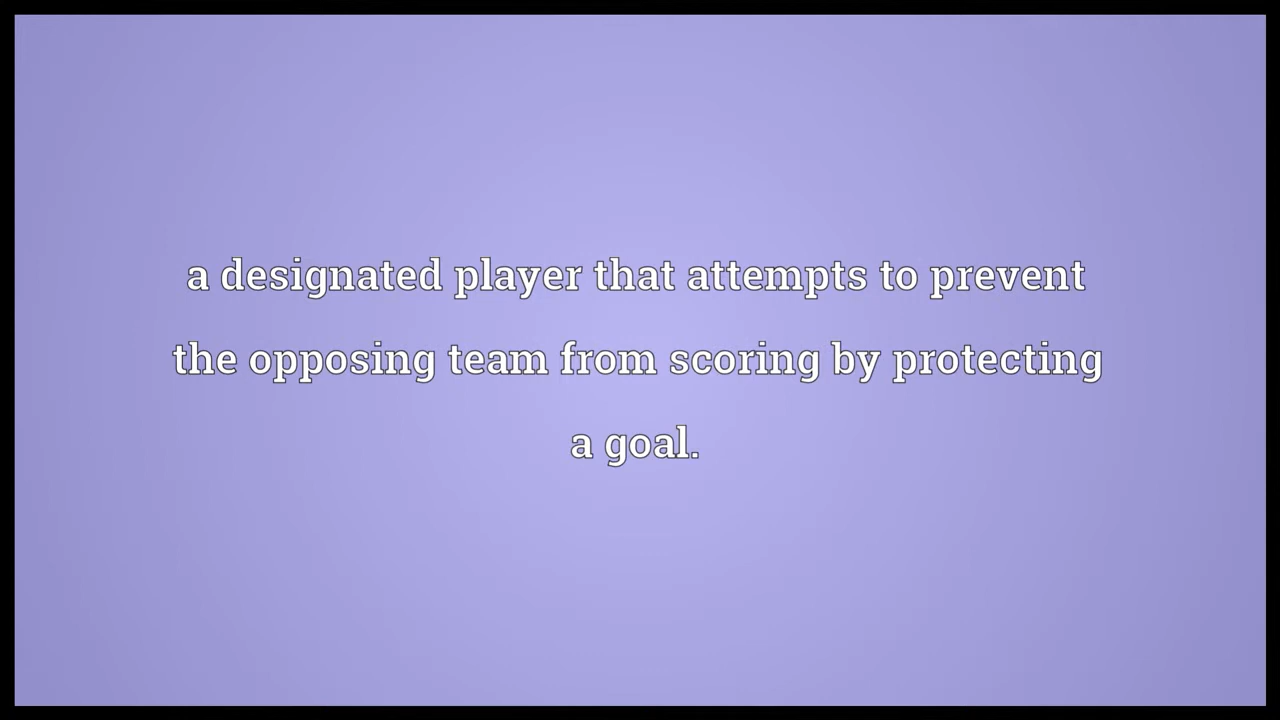 a designated player that attempts to prevent
the opposing team from scoring by protecting
a goal.